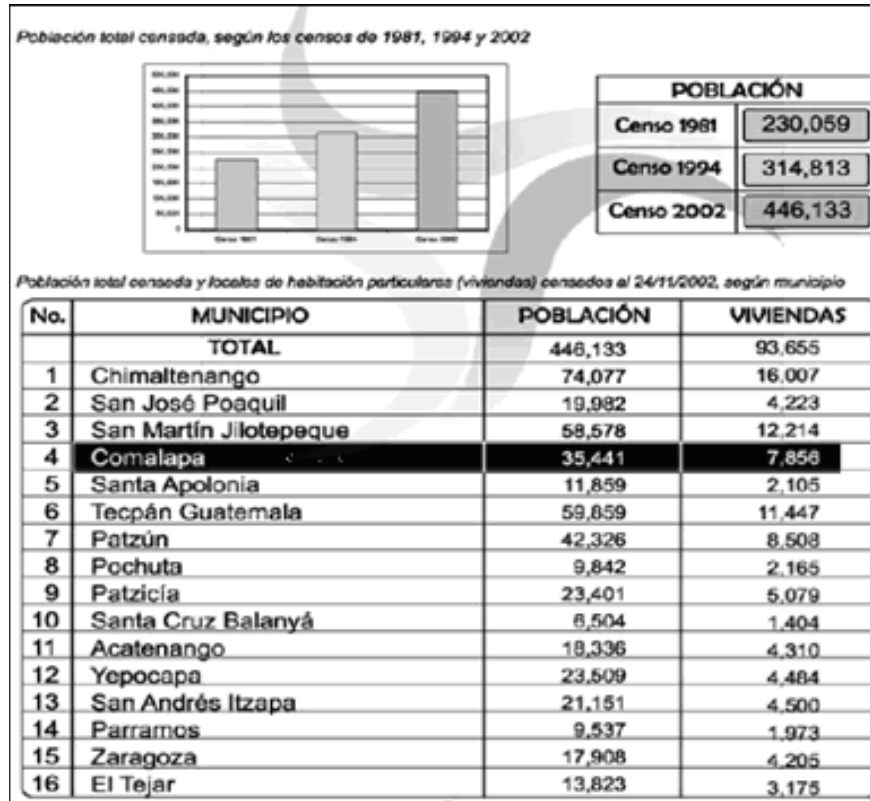 Población total censada, según los censos de 1981, 1994 y 2002
POBLACIÓN
Censo 1981 230,059
Censo 1994 314,813
Censo 2002 446,133
Censo 1981 Censo 1994 Censo 2002
Población total censada y locales de habitación particulares (viviendas) censados al 24/11/2002, según municipio
No. MUNICIPIO POBLACIÓN VIVIENDAS
TOTAL 446,133 93,655
1 Chimaltenango 74,077 16,007
2 San José Poaquil 19,982 4,223
3 San Martín Jilotepeque 58,578 12,214
4 Comalapa 35,441 7,856
5 Santa Apolonia 11,859 2,105
6 Tecpán Guatemala 59,859 11,447
7 Patzún 42,326 8,508
8 Pochuta 9,842 2,165
9 Patzicía 23,401 5,079
10 Santa Cruz Balanyá 6,504 1,404
11 Acatenango 18,336 4,310
12 Yepocapa 23,509 4,484
13 San Andrés Itzapa 21,151 4,500
14 Parramos 9,537 1,973
15 Zaragoza 17,908 4,205
16 El Tejar 13,823 3,175